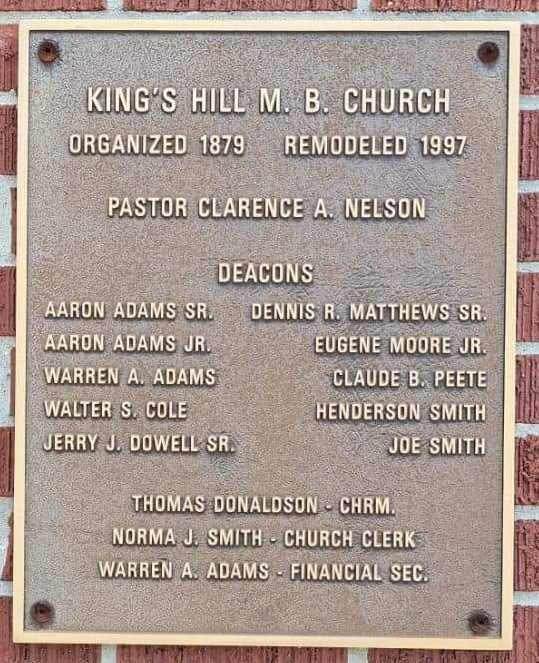 KING'S HILL M. B. CHURCH
ORGANIZED 1879 REMODELED 1997
PASTOR CLARENCE A. NELSON
DEACONS
AARON ADAMS SR. DENNIS R. MATTHEWS SR.
AARON ADAMS JR. EUGENE MOORE JR.
WARREN A. ADAMS CLAUDE B. PEETE
WALTER S. COLE HENDERSON SMITH
JERRY J. DOWELL SR. JOE SMITH
THOMAS DONALDSON - CHRM.
NORMA J. SMITH - CHURCH CLERK
WARREN A. ADAMS - FINANCIAL SEC.